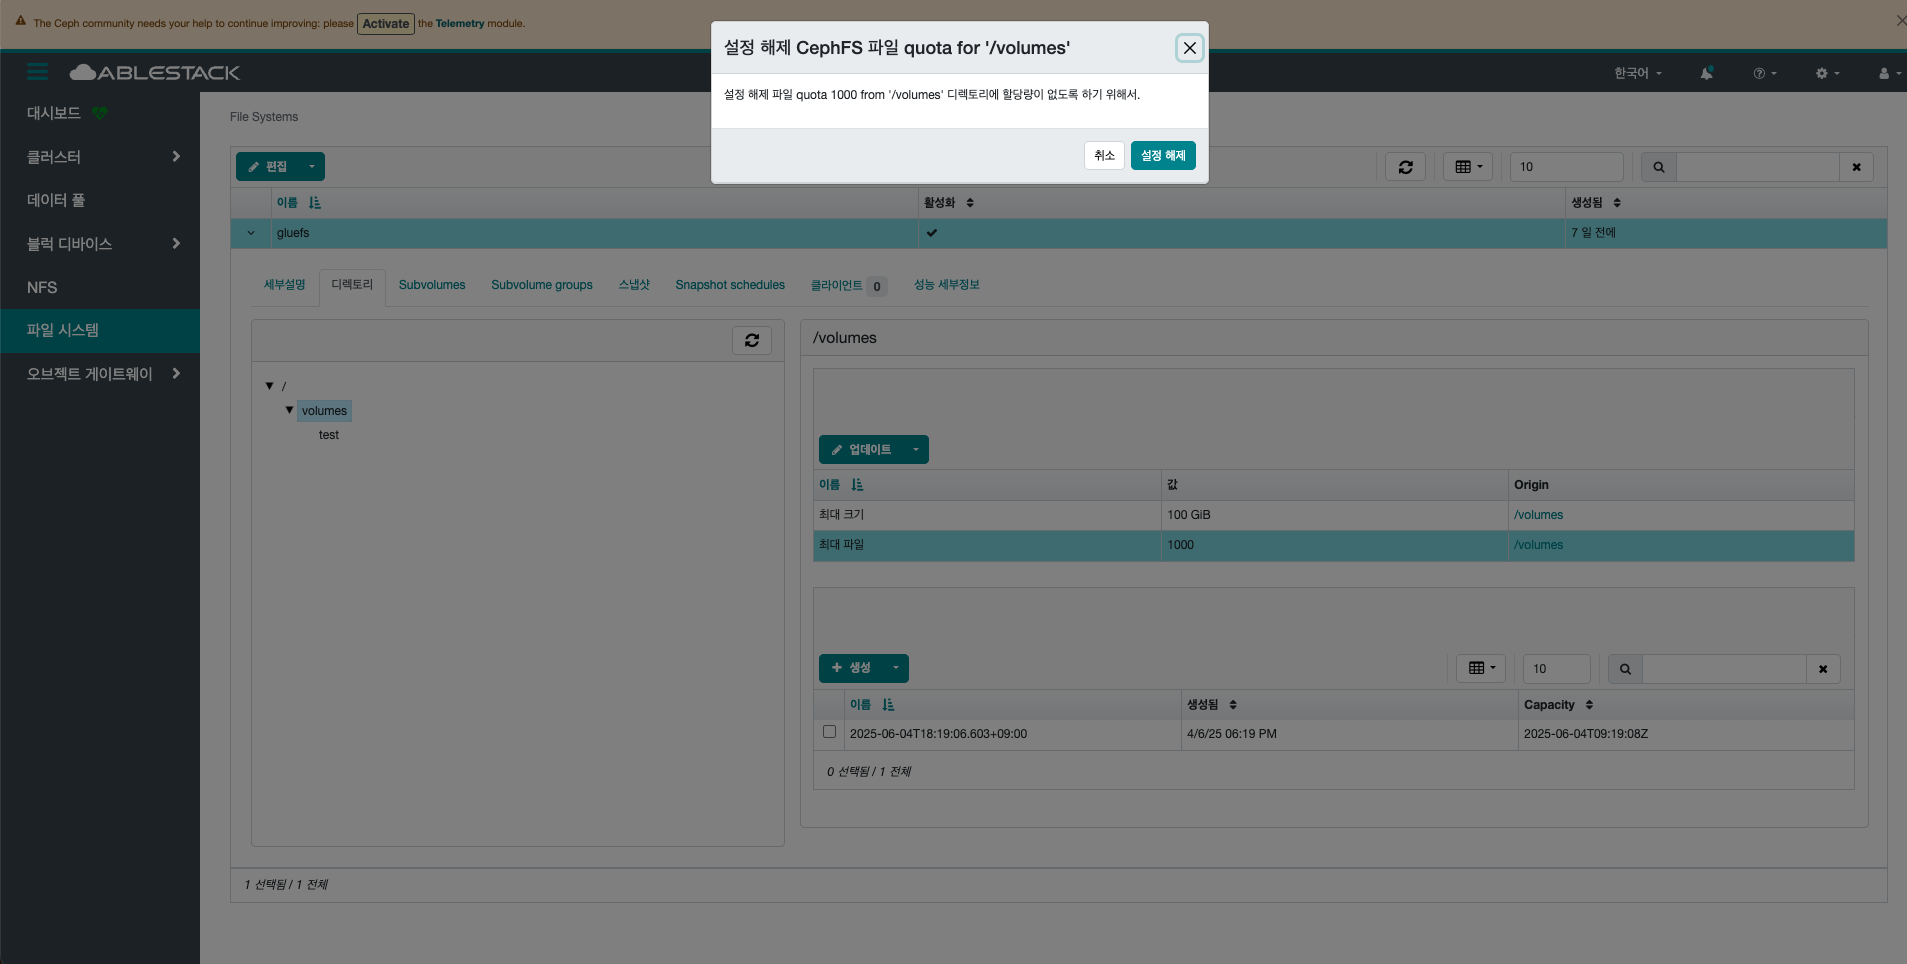 The Ceph community needs your help to continue improving: please Activate the Telemetry module.
설정 해제 CephFS 파일 quota for '/volumes'
설정 해제 파일 quota 1000 from '/volumes' 디렉토리에 할당량이 없도록 하기 위해서.
취소 설정 해제
ABLESTACK
한국어
대시보드
클러스터
데이터 풀
블럭 디바이스
NFS
파일 시스템
오브젝트 게이트웨이
File Systems
편집 10
이름 활성화 생성됨
gluefs 7 일 전에
세부설명 디렉토리 Subvolumes Subvolume groups 스냅샷 Snapshot schedules 클라이언트 0 성능 세부정보
/
volumes
test
/volumes
업데이트
이름 값 Origin
최대 크기 100 GiB /volumes
최대 파일 1000 /volumes
생성 10
이름 생성됨 Capacity
2025-06-04T18:19:06.603+09:00 4/6/25 06:19 PM 2025-06-04T09:19:08Z
0 선택됨 / 1 전체
1 선택됨 / 1 전체